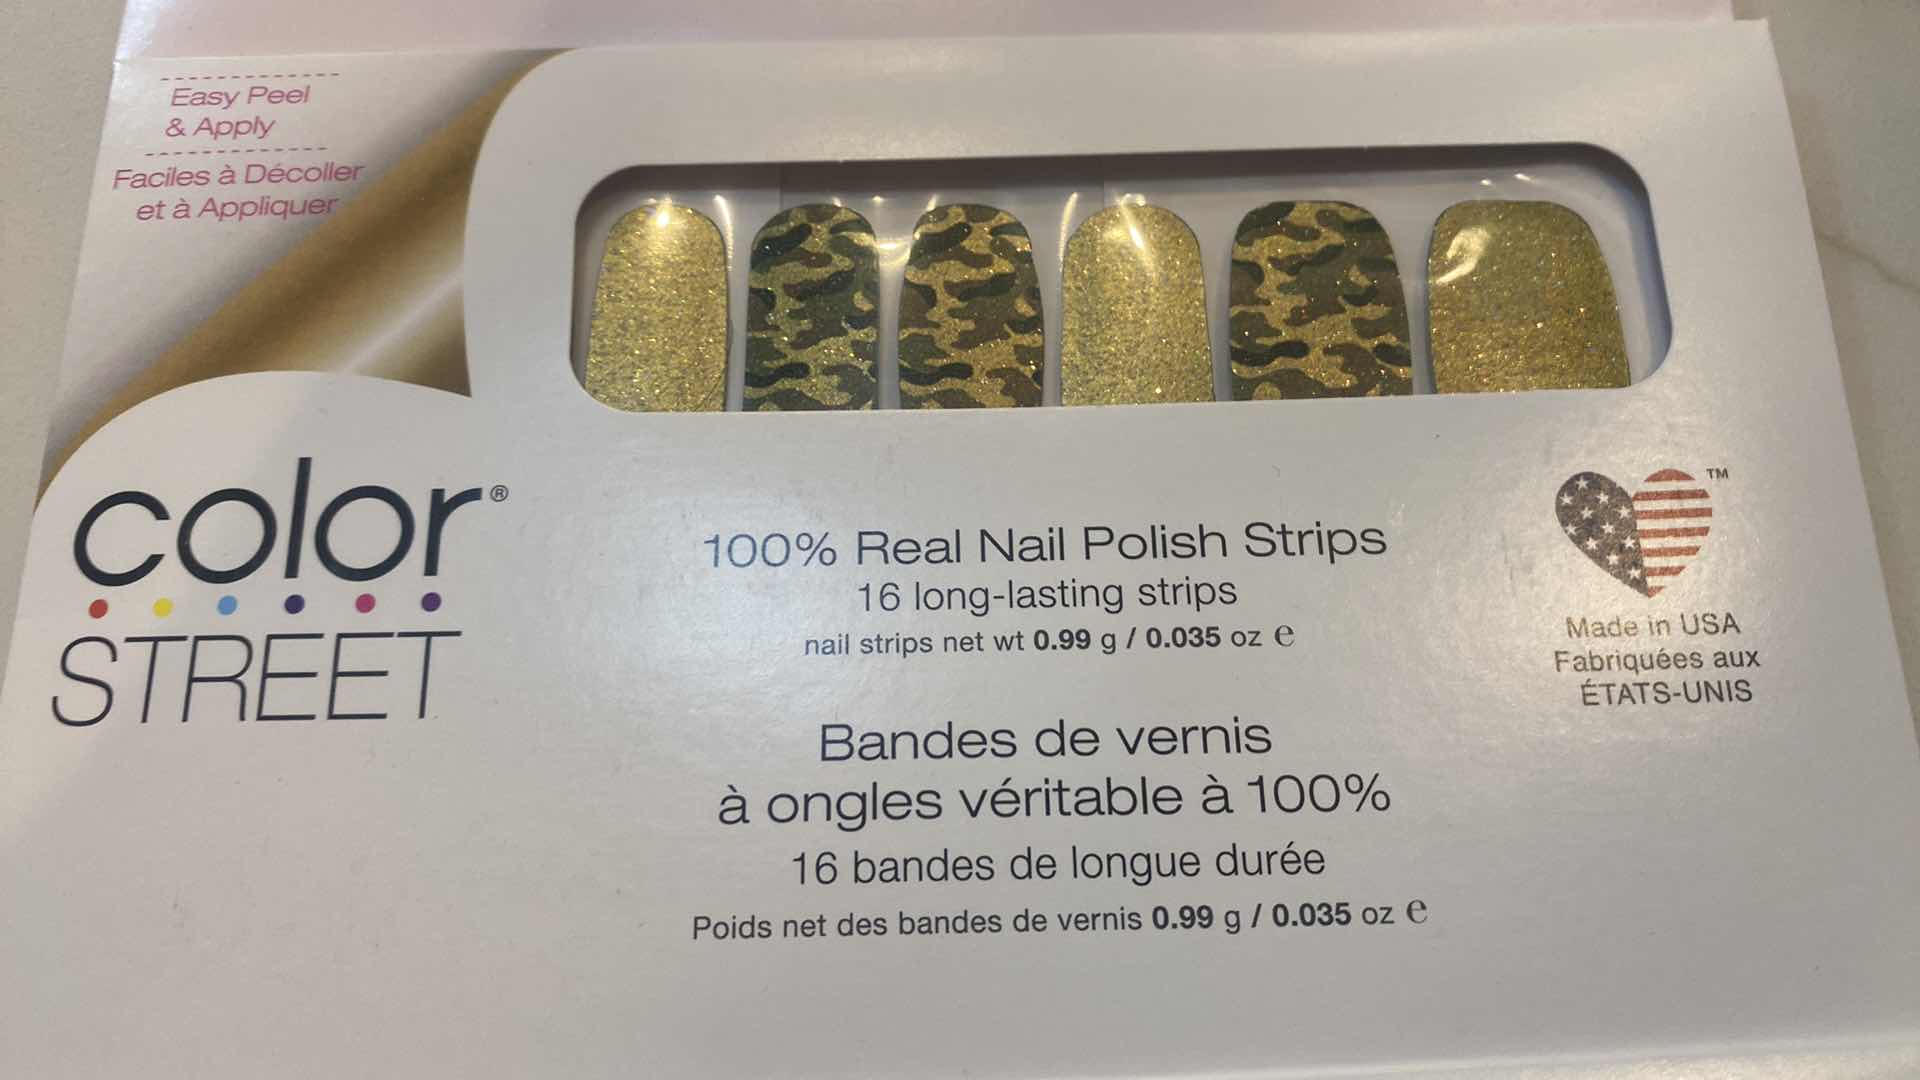 Easy Peel
& Apply
Faciles à Décoller
et à Appliquer
color®
STREET
100% Real Nail Polish Strips
16 long-lasting strips
nail strips net wt 0.99 g / 0.035 oz ℮
Bandes de vernis
à ongles véritable à 100%
16 bandes de longue durée
Poids net des bandes de vernis 0.99 g / 0.035 oz ℮
TM
Made in USA
Fabriquées aux
ÉTATS-UNIS